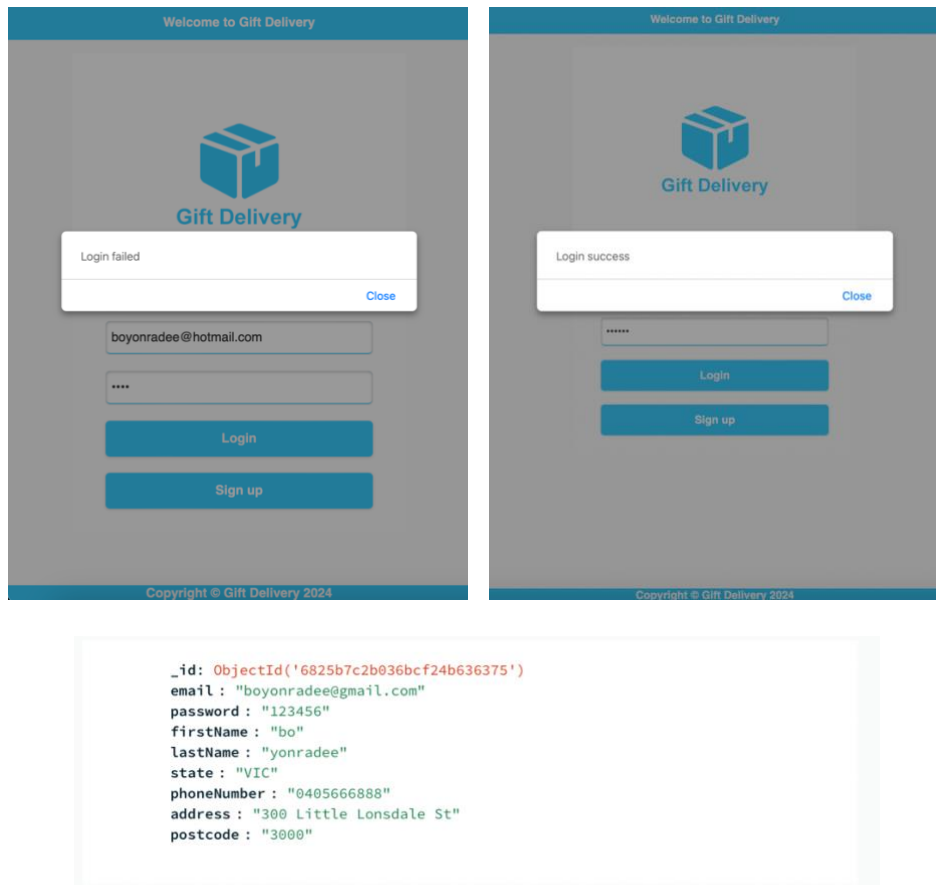 Welcome to Gift Delivery
Gift Delivery
Login failed
Close
boyonradee@hotmail.com
••••
Login
Sign up
Copyright © Gift Delivery 2024
Welcome to Gift Delivery
Gift Delivery
Login success
Close
••••••
Login
Sign up
Copyright © Gift Delivery 2024
_id: ObjectId('6825b7c2b036bcf24b636375')
email : "boyonradee@gmail.com"
password : "123456"
firstName : "bo"
lastName : "yonradee"
state : "VIC"
phoneNumber : "0405666888"
address : "300 Little Lonsdale St"
postcode : "3000"